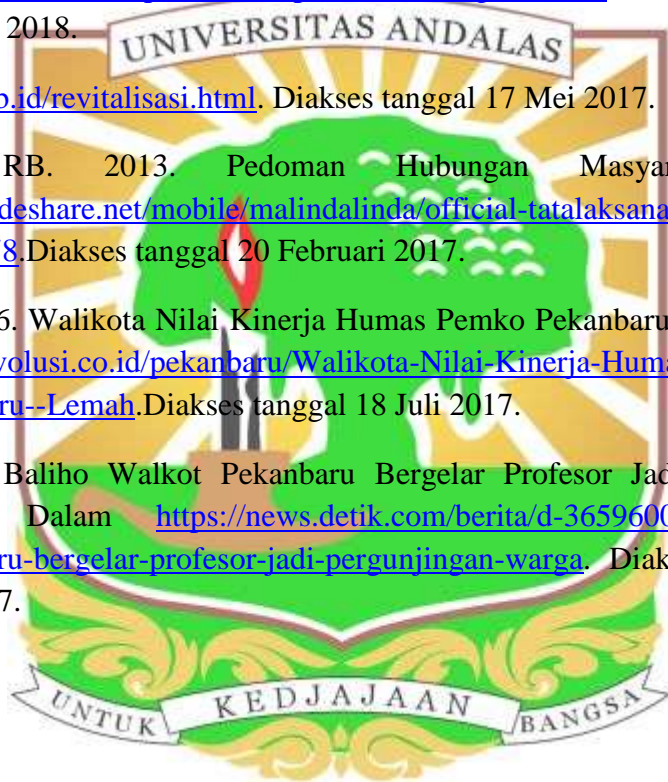 2018.
UNIVERSITAS ANDALAS
o.id/revitalisasi.html. Diakses tanggal 17 Mei 2017.
RB. 2013. Pedoman Hubungan Masyar
deshare.net/mobile/malindalinda/official-tatalaksana
8.Diakses tanggal 20 Februari 2017.
6. Walikota Nilai Kinerja Humas Pemko Pekanbaru
volusi.co.id/pekanbaru/Walikota-Nilai-Kinerja-Huma
ru--Lemah.Diakses tanggal 18 Juli 2017.
Baliho Walkot Pekanbaru Bergelar Profesor Jad
Dalam https://news.detik.com/berita/d-3659600
ru-bergelar-profesor-jadi-pergunjingan-warga. Diak
7.
UNTUK KEDJAJAAN BANGSA